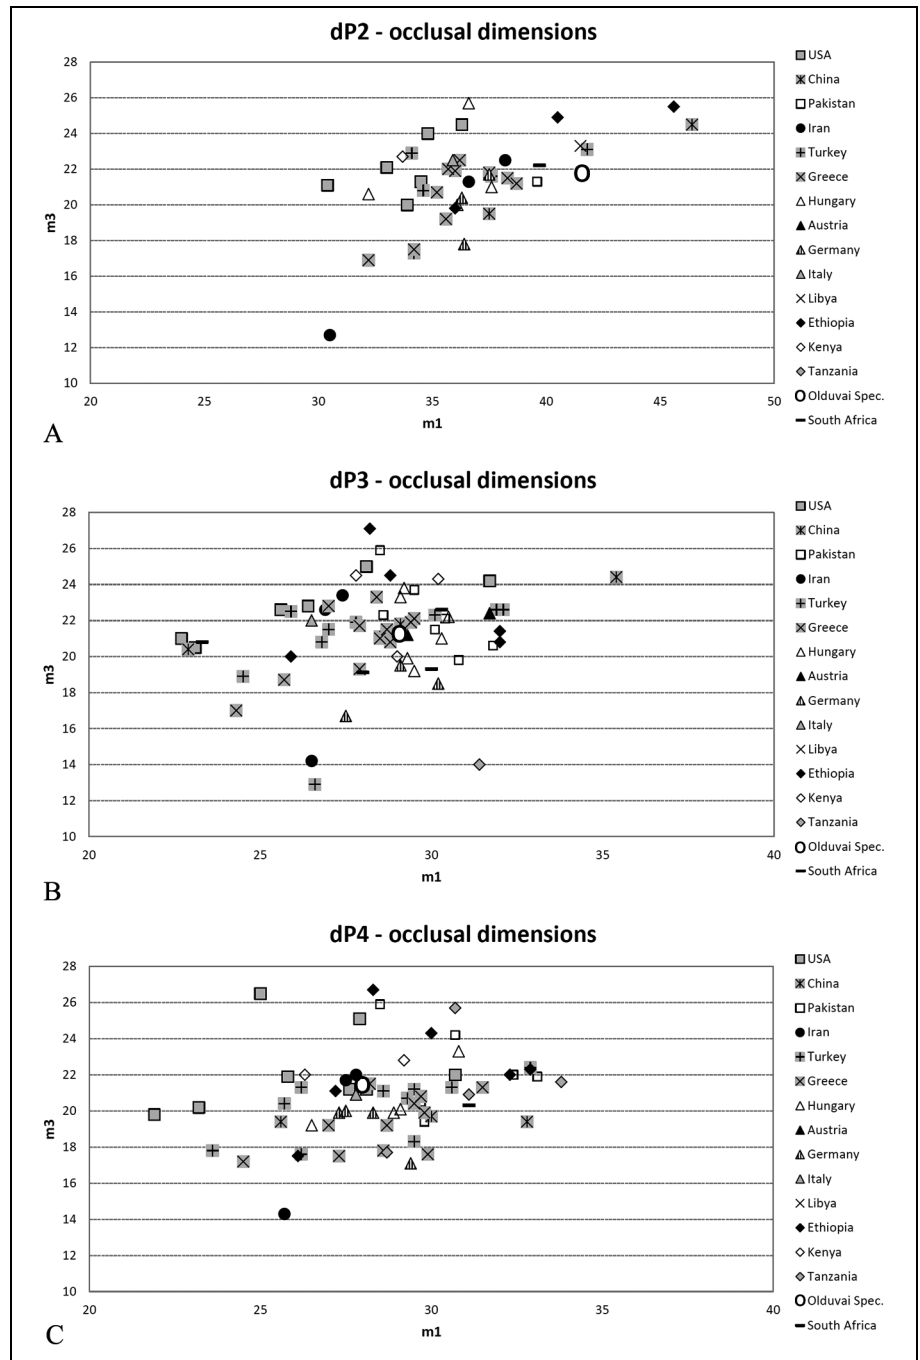 dP2 - occlusal dimensions
28
26
24
22
20
18
16
14
12
10
m3
20
30
35
40
45
50
m1
USA
China
Pakistan
Iran
Turkey
Greece
Hungary
Austria
Germany
Italy
Libya
Ethiopia
Kenya
Tanzania
Olduvai Spec.
South Africa
A
dP3 - occlusal dimensions
28
26
24
22
20
18
16
14
12
10
m3
20
25
30
35
40
m1
USA
China
Pakistan
Iran
Turkey
Greece
Hungary
Austria
Germany
Italy
Libya
Ethiopia
Kenya
Tanzania
Olduvai Spec.
South Africa
B
dP4 - occlusal dimensions
28
26
24
22
20
18
16
14
12
10
m3
20
25
30
35
40
m1
USA
China
Pakistan
Iran
Turkey
Greece
Hungary
Austria
Germany
Italy
Libya
Ethiopia
Kenya
Tanzania
Olduvai Spec.
South Africa
C